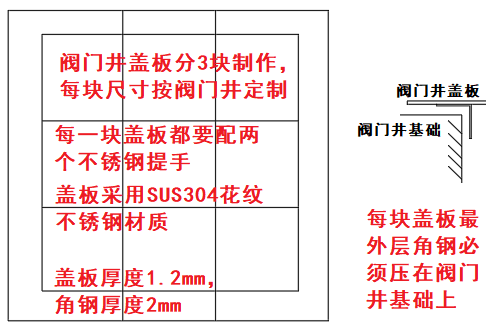 阀门井盖板分3块制作，
每块尺寸按阀门井定制
每一块盖板都要配两
个不锈钢提手
盖板采用SUS304花纹
不锈钢材质
盖板厚度1.2mm，
角钢厚度2mm
阀门井盖板
阀门井基础
每块盖板最
外层角钢必
须压在阀门
井基础上